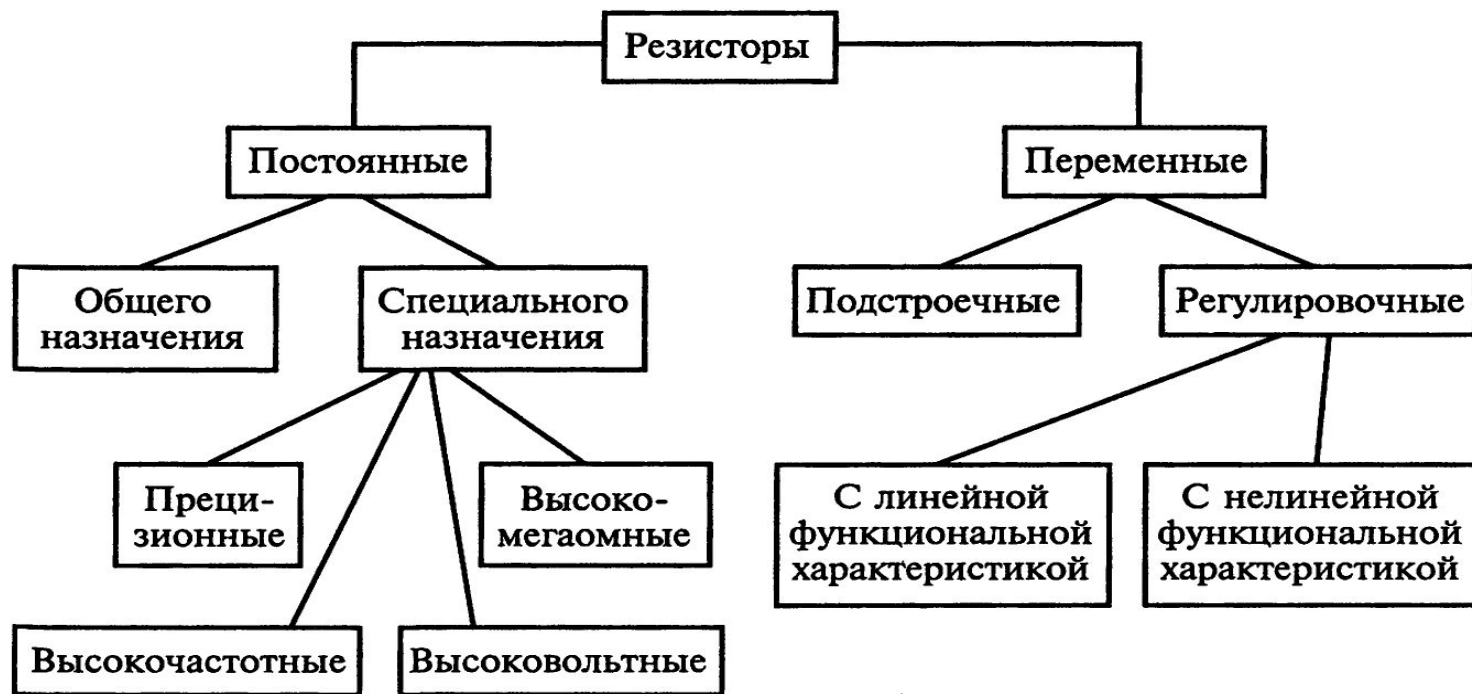 Резисторы
Постоянные
Переменные
Общего
назначения
Специального
назначения
Подстроечные
Регулировочные
Преци-
зионные
Высоко-
мегаомные
С линейной
функциональной
характеристикой
С нелинейной
функциональной
характеристикой
Высокочастотные
Высоковольтные